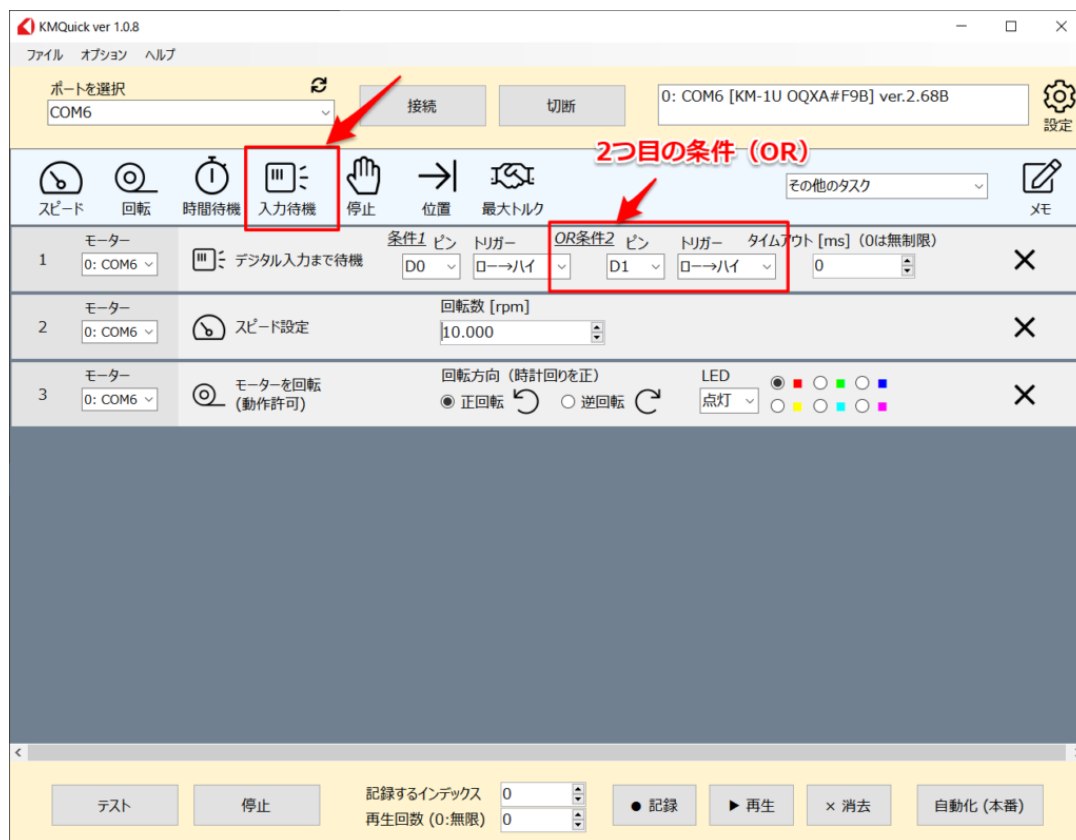 KMQuick ver 1.0.8
ファイル オプション ヘルプ
ポートを選択
COM6
接続
切断
0: COM6 [KM-1U OQXA#F9B] ver.2.68B
設定
2つ目の条件（OR）
スピード 回転 時間待機 入力待機 停止 位置 最大トルク
その他のタスク
メモ
モーター 条件1 ピン トリガー OR条件2 ピン トリガー タイムアウト [ms]（0は無制限）
1 0: COM6 デジタル入力まで待機 D0 ロー→ハイ D1 ロー→ハイ 0
モーター 回転数 [rpm]
2 0: COM6 スピード設定 10.000
モーター 回転方向（時計回りを正） LED
3 0: COM6 モーターを回転 正回転 逆回転 点灯
(動作許可)
テスト
停止
記録するインデックス 0
再生回数 (0:無限) 0
● 記録
▶ 再生
× 消去
自動化 (本番)